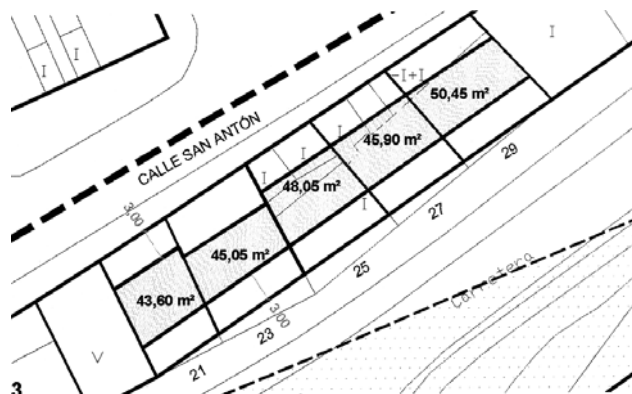 I
I
I
-I+I
50,45 m²
CALLE SAN ANTÓN
I
45,90 m²
I
I
48,05 m²
29
3,00
I
27
45,05 m²
25
Carretera
43,60 m²
3,00
23
V
21
3